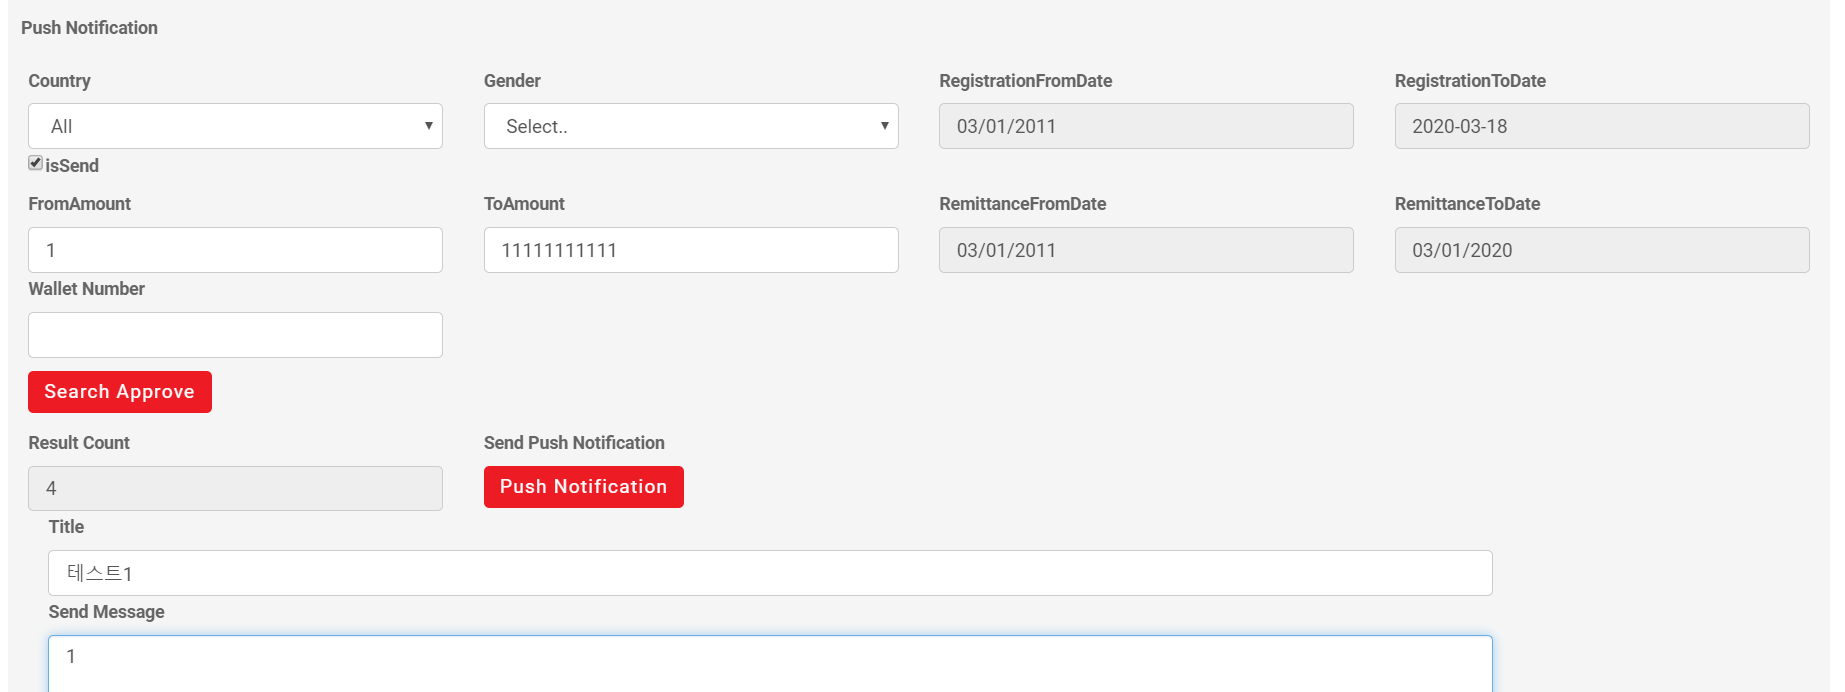 Push Notification
Country Gender RegistrationFromDate RegistrationToDate
All Select.. 03/01/2011 2020-03-18
isSend
FromAmount ToAmount RemittanceFromDate RemittanceToDate
1 11111111111 03/01/2011 03/01/2020
Wallet Number
Search Approve
Result Count Send Push Notification
4 Push Notification
Title
테스트1
Send Message
1